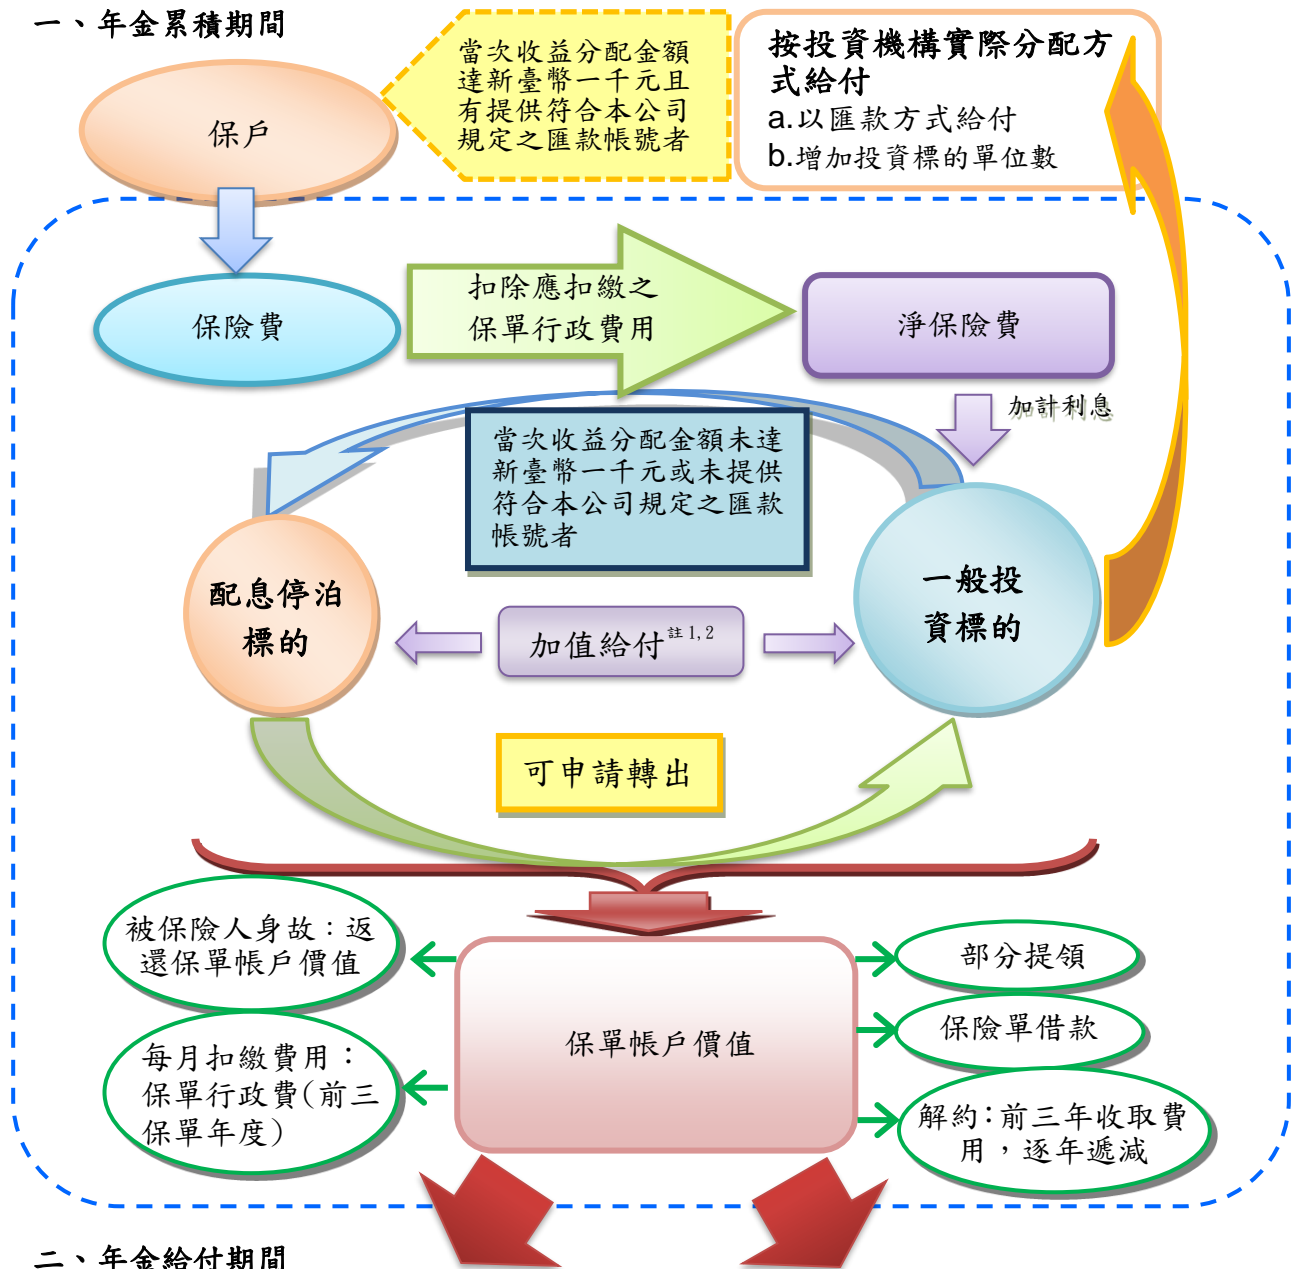 一、年金累積期間
保戶
當次收益分配金額
達新臺幣一千元且
有提供符合本公司
規定之匯款帳號者
按投資機構實際分配方
式給付
a.以匯款方式給付
b.增加投資標的單位數
保險費
扣除應扣繳之
保單行政費用
淨保險費
加計利息
當次收益分配金額未達
新臺幣一千元或未提供
符合本公司規定之匯款
帳號者
配息停泊
標的
加值給付註1,2
一般投
資標的
可申請轉出
被保險人身故：返
還保單帳戶價值
每月扣繳費用：
保單行政費(前三
保單年度)
保單帳戶價值
部分提領
保險單借款
解約：前三年收取費
用，逐年遞減
二、年金給付期間